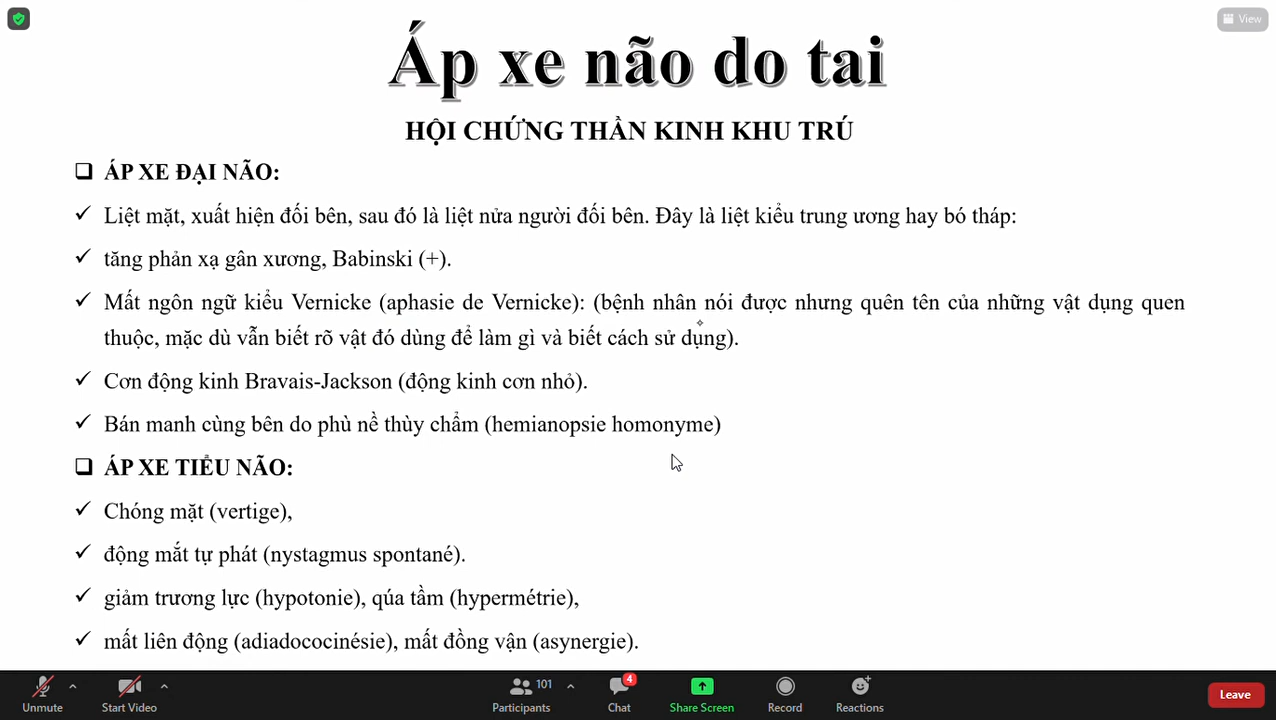 View
Áp xe não do tai
HỘI CHỨNG THẦN KINH KHU TRÚ
❑ ÁP XE ĐẠI NÃO:
✓ Liệt mặt, xuất hiện đối bên, sau đó là liệt nửa người đối bên. Đây là liệt kiểu trung ương hay bó tháp:
✓ tăng phản xạ gân xương, Babinski (+).
✓ Mất ngôn ngữ kiểu Vernicke (aphasie de Vernicke): (bệnh nhân nói được nhưng quên tên của những vật dụng quen
thuộc, mặc dù vẫn biết rõ vật đó dùng để làm gì và biết cách sử dụng).
✓ Cơn động kinh Bravais-Jackson (động kinh cơn nhỏ).
✓ Bán manh cùng bên do phù nề thùy chẩm (hemianopsie homonyme)
❑ ÁP XE TIỂU NÃO:
✓ Chóng mặt (vertige),
✓ động mắt tự phát (nystagmus spontané).
✓ giảm trương lực (hypotonie), qúa tầm (hypermétrie),
✓ mất liên động (adiadococinésie), mất đồng vận (asynergie).
Unmute Start Video Participants 101 Chat 4 Share Screen Record Reactions Leave